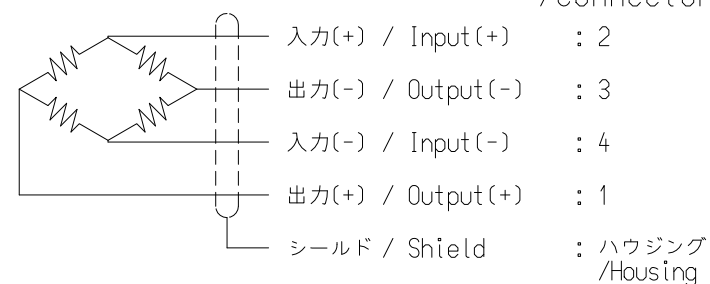 /connector
入力(+) / Input(+) : 2
出力(-) / Output(-) : 3
入力(-) / Input(-) : 4
出力(+) / Output(+) : 1
シールド / Shield : ハウジング
/Housing